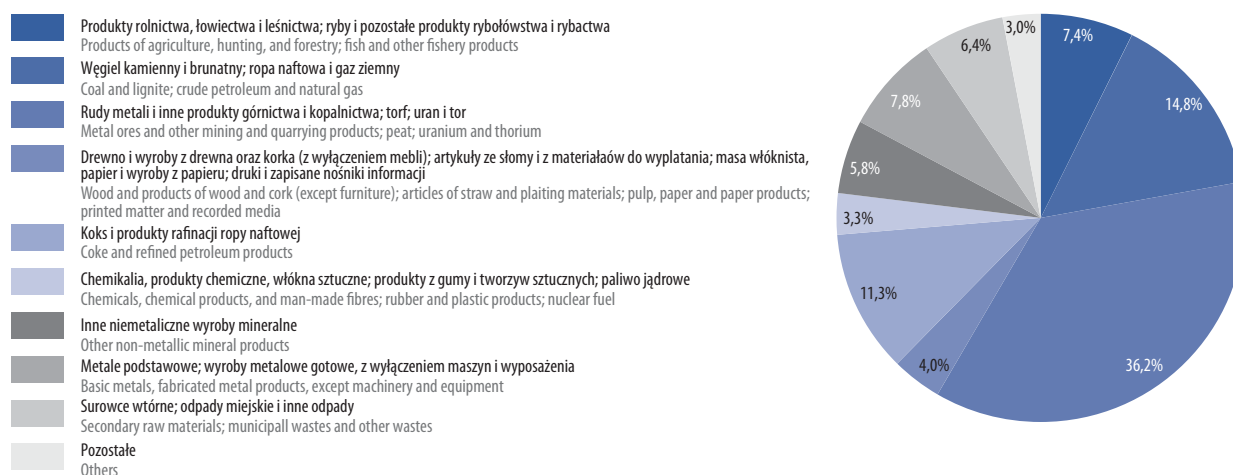 Produkty rolnictwa, łowiectwa i leśnictwa; ryby i pozostałe produkty rybołówstwa i rybactwa
Products of agriculture, hunting, and forestry; fish and other fishery products
Węgiel kamienny i brunatny; ropa naftowa i gaz ziemny
Coal and lignite; crude petroleum and natural gas
Rudy metali i inne produkty górnictwa i kopalnictwa; torf; uran i tor
Metal ores and other mining and quarrying products; peat; uranium and thorium
Drewno i wyroby z drewna oraz korka (z wyłączeniem mebli); artykuły ze słomy i z materiałaów do wyplatania; masa włóknista,
papier i wyroby z papieru; druki i zapisane nośniki informacji
Wood and products of wood and cork (except furniture); articles of straw and plaiting materials; pulp, paper and paper products;
printed matter and recorded media
Koks i produkty rafinacji ropy naftowej
Coke and refined petroleum products
Chemikalia, produkty chemiczne, włókna sztuczne; produkty z gumy i tworzyw sztucznych; paliwo jądrowe
Chemicals, chemical products, and man-made fibres; rubber and plastic products; nuclear fuel
Inne niemetaliczne wyroby mineralne
Other non-metallic mineral products
Metale podstawowe; wyroby metalowe gotowe, z wyłączeniem maszyn i wyposażenia
Basic metals, fabricated metal products, except machinery and equipment
Surowce wtórne; odpady miejskie i inne odpady
Secondary raw materials; municipall wastes and other wastes
Pozostałe
Others
7,4%
14,8%
36,2%
4,0%
11,3%
3,3%
5,8%
7,8%
6,4%
3,0%